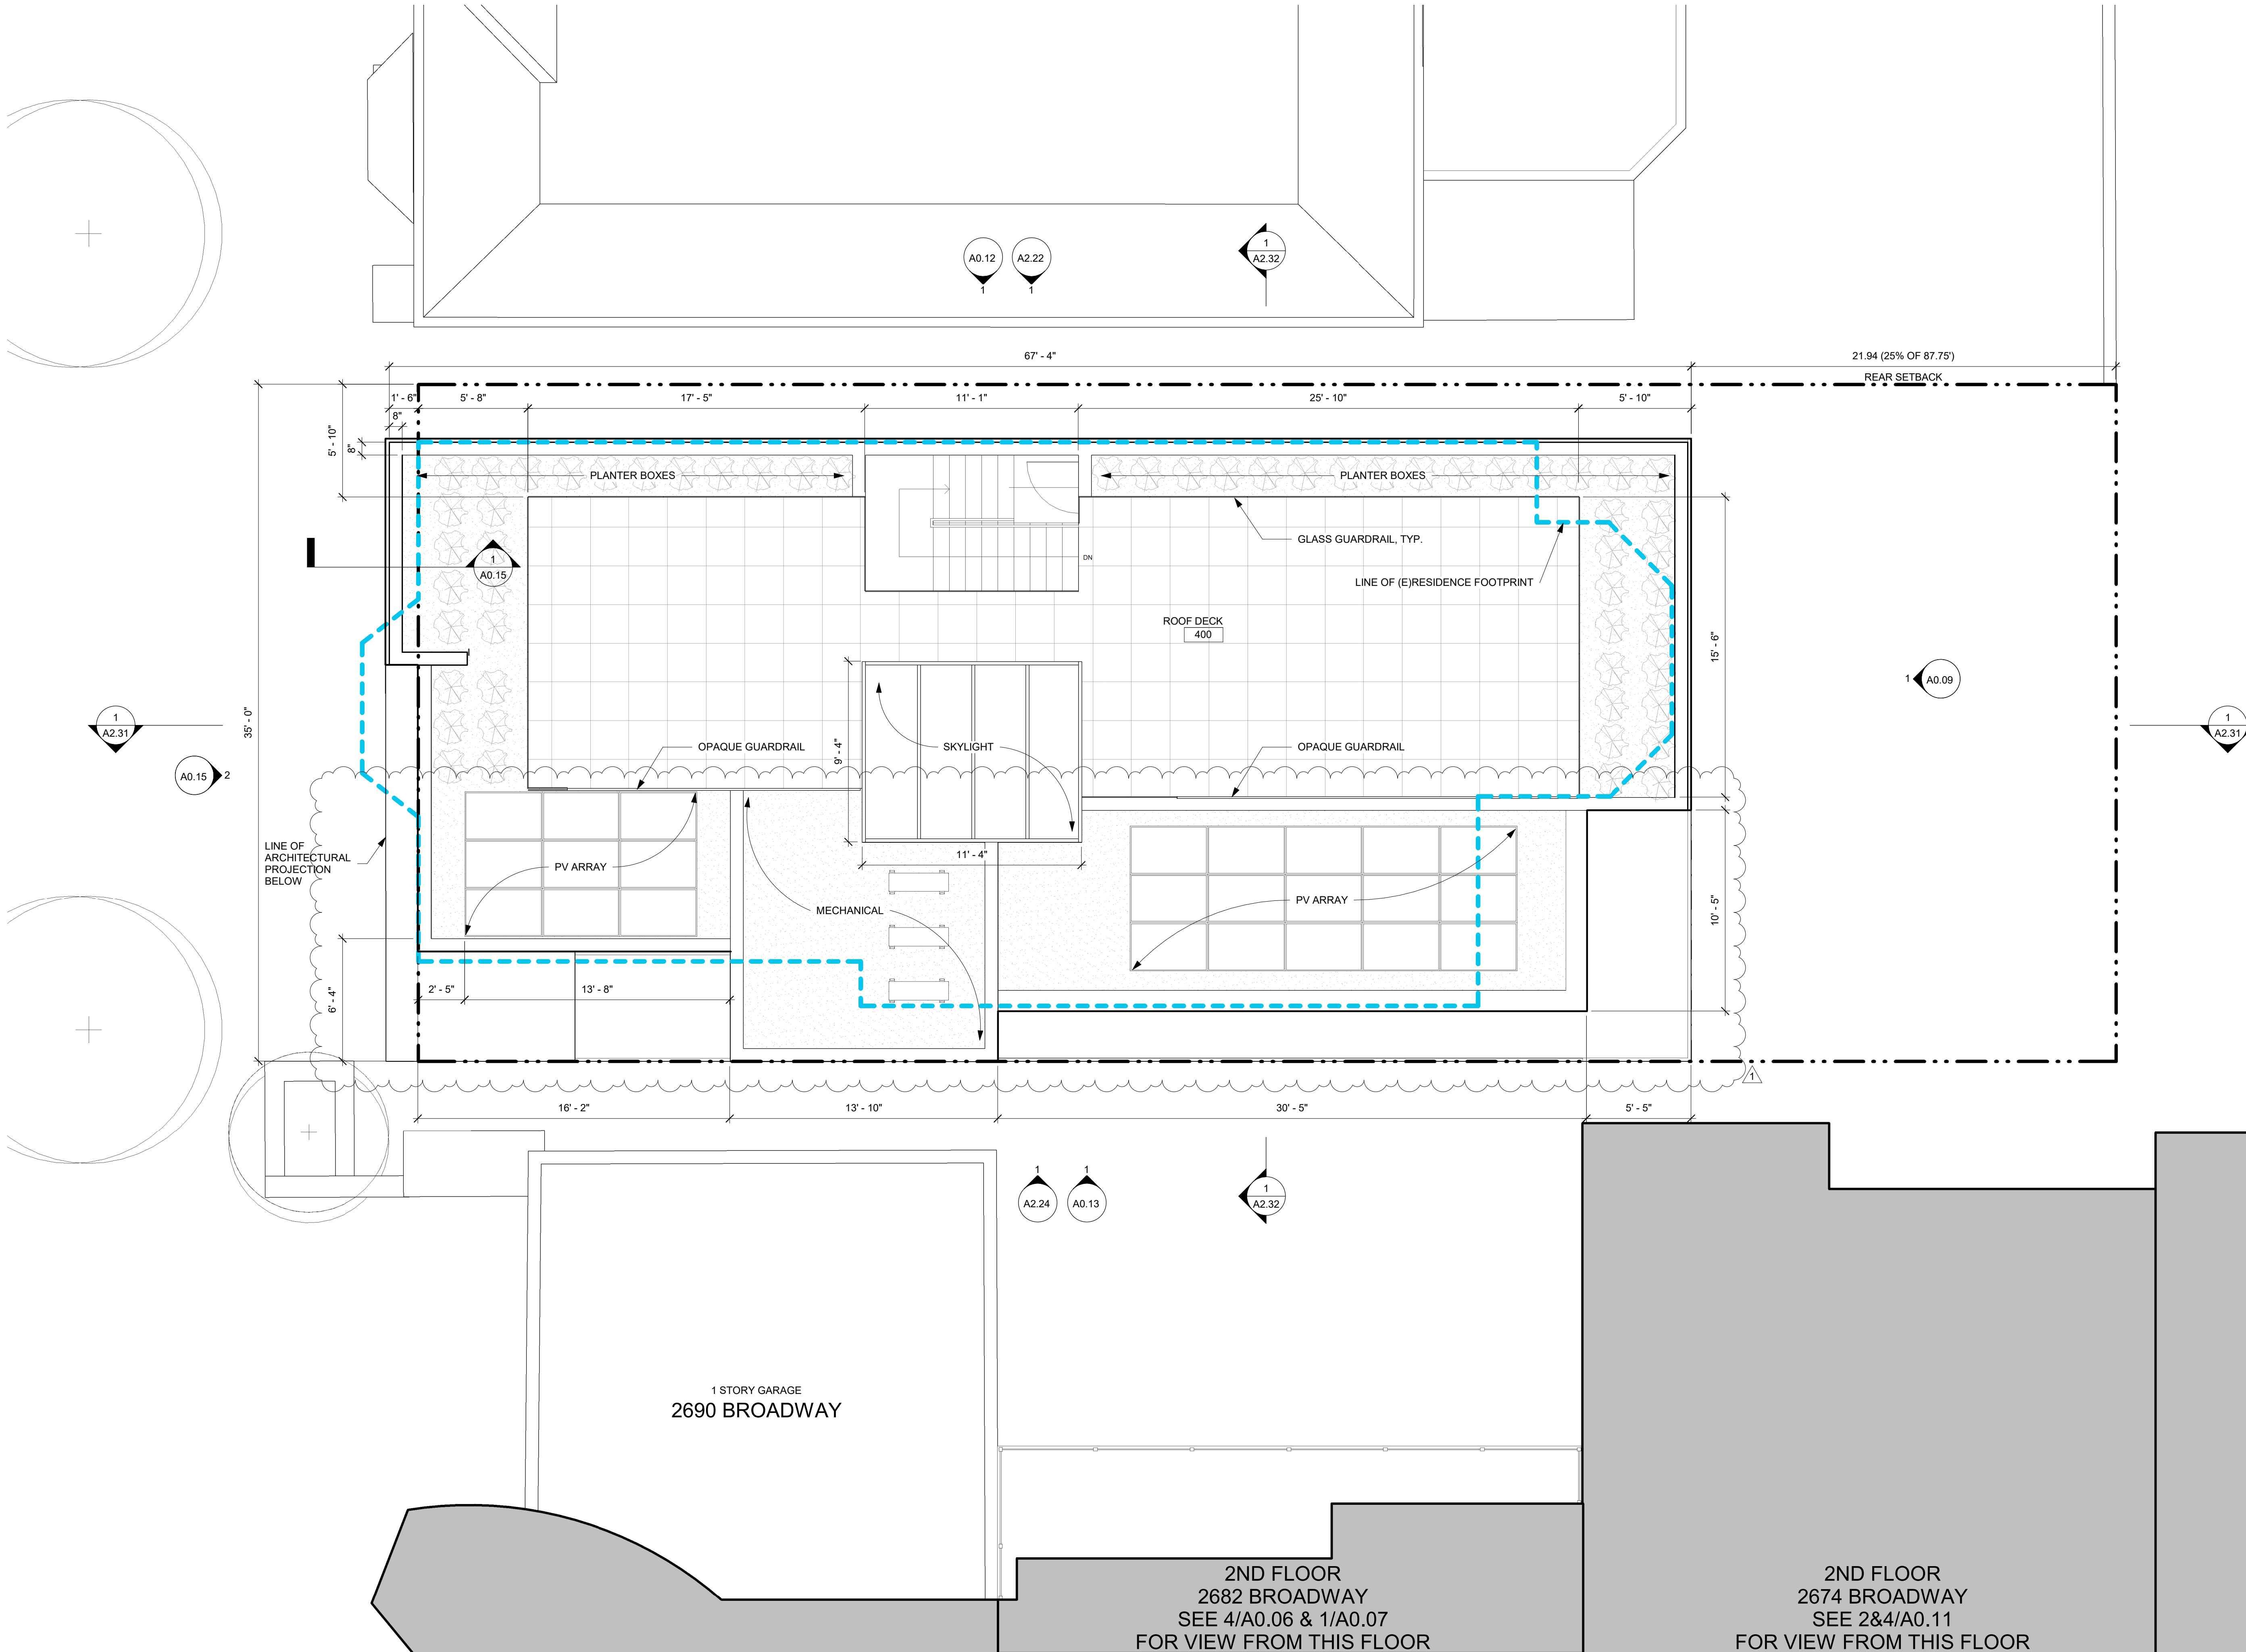 A0.12
1
A2.22
1
1
A2.32
67' - 4"
21.94 (25% OF 87.75')
REAR SETBACK
1' - 6"
5' - 8"
17' - 5"
11' - 1"
25' - 10"
5' - 10"
8"
5' - 10"
8"
PLANTER BOXES
PLANTER BOXES
GLASS GUARDRAIL, TYP.
DN
1
A0.15
LINE OF (E)RESIDENCE FOOTPRINT
ROOF DECK
400
15' - 6"
1
A0.09
35' - 0"
1
A2.31
1
A2.31
A0.15
2
OPAQUE GUARDRAIL
9' - 4"
SKYLIGHT
OPAQUE GUARDRAIL
LINE OF
ARCHITECTURAL
PROJECTION
BELOW
PV ARRAY
11' - 4"
MECHANICAL
PV ARRAY
10' - 5"
6' - 4"
2' - 5"
13' - 8"
1
16' - 2"
13' - 10"
30' - 5"
5' - 5"
1
A2.24
1
A0.13
1
A2.32
1 STORY GARAGE
2690 BROADWAY
2ND FLOOR
2682 BROADWAY
SEE 4/A0.06 & 1/A0.07
FOR VIEW FROM THIS FLOOR
2ND FLOOR
2674 BROADWAY
SEE 2&4/A0.11
FOR VIEW FROM THIS FLOOR